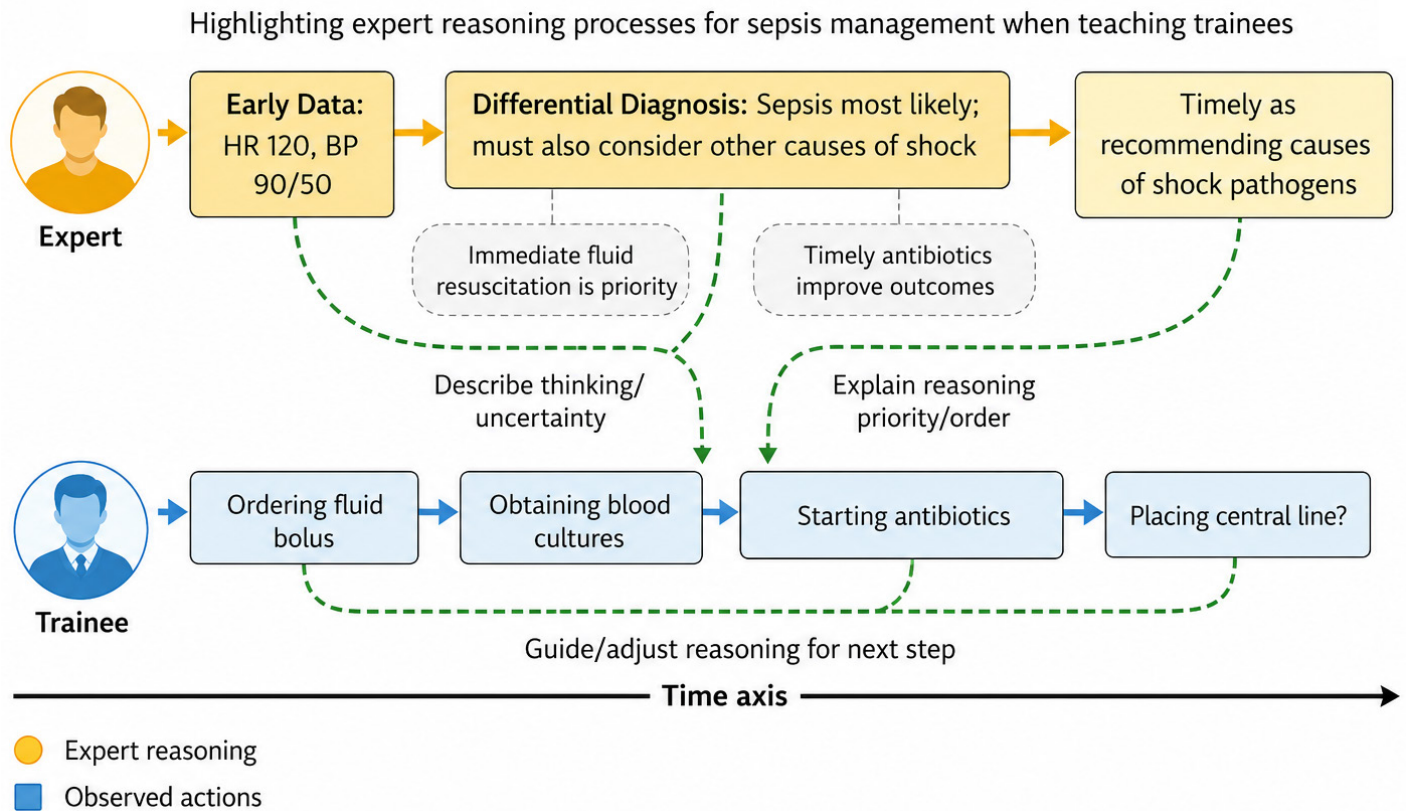 Highlighting expert reasoning processes for sepsis management when teaching trainees
Early Data:
HR 120, BP
90/50
Differential Diagnosis: Sepsis most likely;
must also consider other causes of shock
Timely as
recommending causes
of shock pathogens
Expert
Immediate fluid
resuscitation is priority
Timely antibiotics
improve outcomes
Describe thinking/
uncertainty
Explain reasoning
priority/order
Ordering fluid
bolus
Obtaining blood
cultures
Starting antibiotics
Placing central line?
Trainee
Guide/adjust reasoning for next step
Time axis
Expert reasoning
Observed actions